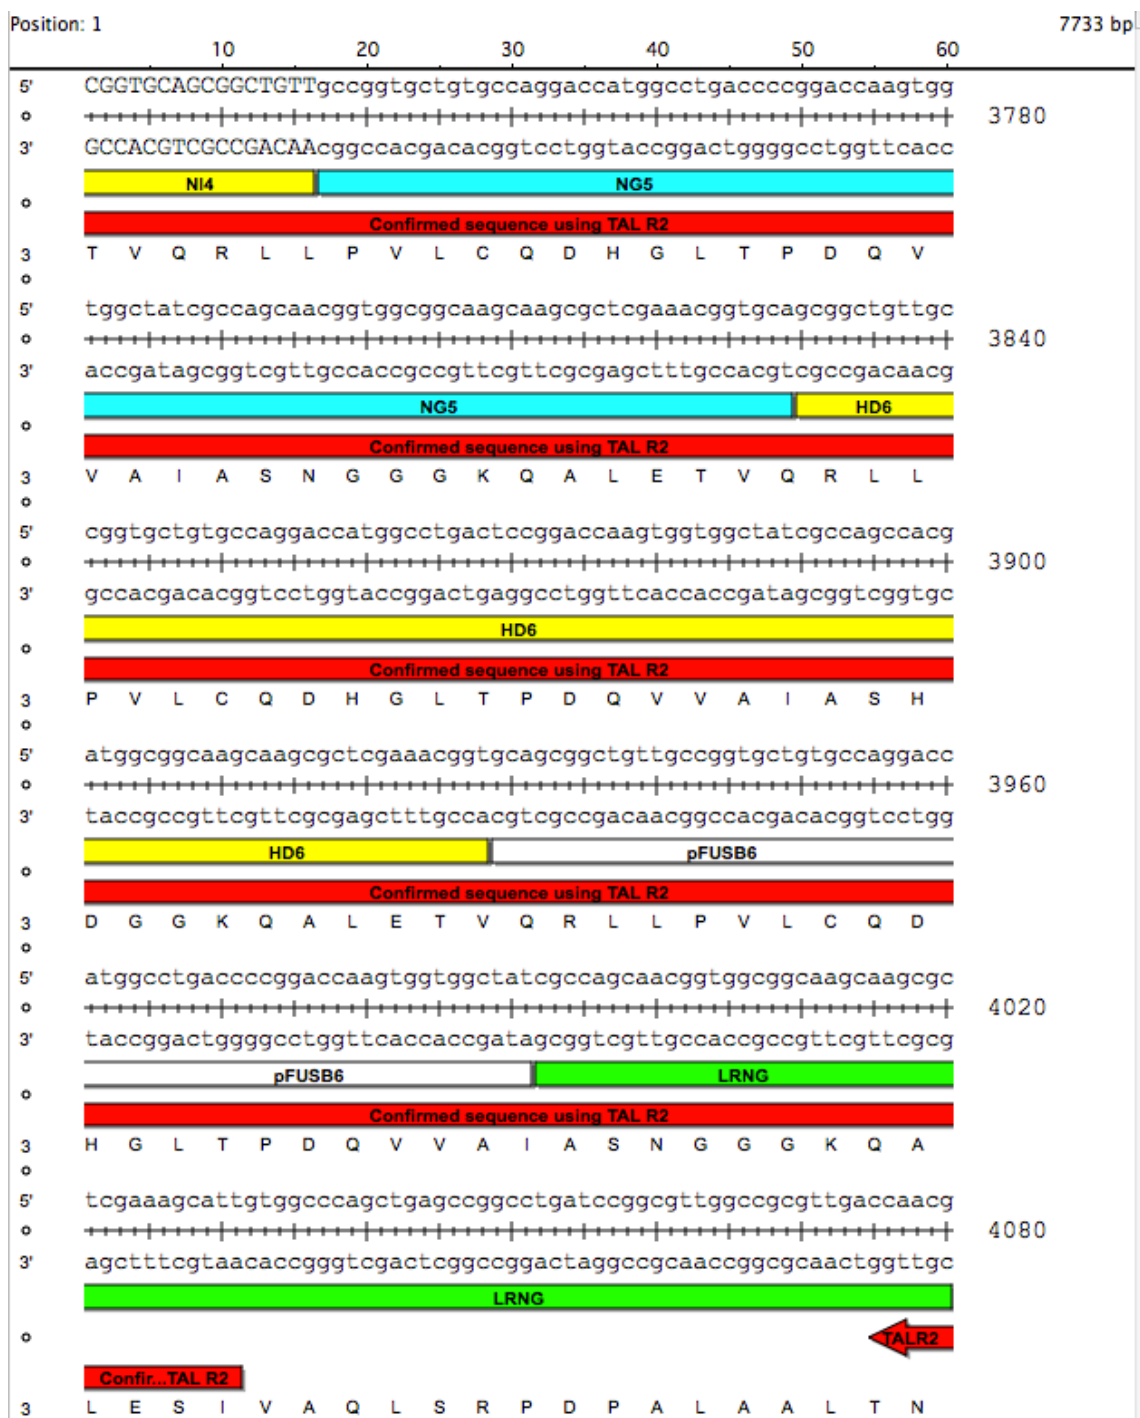 Position: 1 7733 bp
10 20 30 40 50 60
5' CGGTGCAGCGGCTGTTgccggtgctgtgccaggaccatggcctgaccccggaccaagtgg
3780
3' GCCACGTCGCCGACAAcggccacgacacggtcctggtaccggactggggcctggttcacc
NI4 NG5
Confirmed sequence using TAL R2
3 T V Q R L L P V L C Q D H G L T P D Q V
5' tggctatcgccagcaacggtggcggcaagcaagcgctcgaaacggtgcagcggctgttgc
3840
3' accgatagcggtcgttgccaccgccgttcgttcgcgagctttgccacgtcgccgacaacg
NG5 HD6
Confirmed sequence using TAL R2
3 V A I A S N G G G K Q A L E T V Q R L L
5' cggtgctgtgccaggaccatggcctgactccggaccaagtggtggctatcgccagccacg
3900
3' gccacgacacggtcctggtaccggactgaggcctggttcaccaccgatagcggtcggtgc
HD6
Confirmed sequence using TAL R2
3 P V L C Q D H G L T P D Q V V A I A S H
5' atggcggcaagcaagcgctcgaaacggtgcagcggctgttgccggtgctgtgccaggacc
3960
3' taccgccgttcgttcgcgagctttgccacgtcgccgacaacggccacgacacggtcctgg
HD6 pFUSB6
Confirmed sequence using TAL R2
3 D G G K Q A L E T V Q R L L P V L C Q D
5' atggcctgaccccggaccaagtggtggctatcgccagcaacggtggcggcaagcaagcgc
4020
3' taccggactggggcctggttcaccaccgatagcggtcgttgccaccgccgttcgttcgcg
pFUSB6 LRNG
Confirmed sequence using TAL R2
3 H G L T P D Q V V A I A S N G G G K Q A
5' tcgaaagcattgtggcccagctgagccggcctgatccggcgttggccgcgttgaccaacg
4080
3' agctttcgtaacaccgggtcgactcggccggactaggccgcaaccggcgcaactggttgc
LRNG
TALR2
Confir...TAL R2
3 L E S I V A Q L S R P D P A L A A L T N